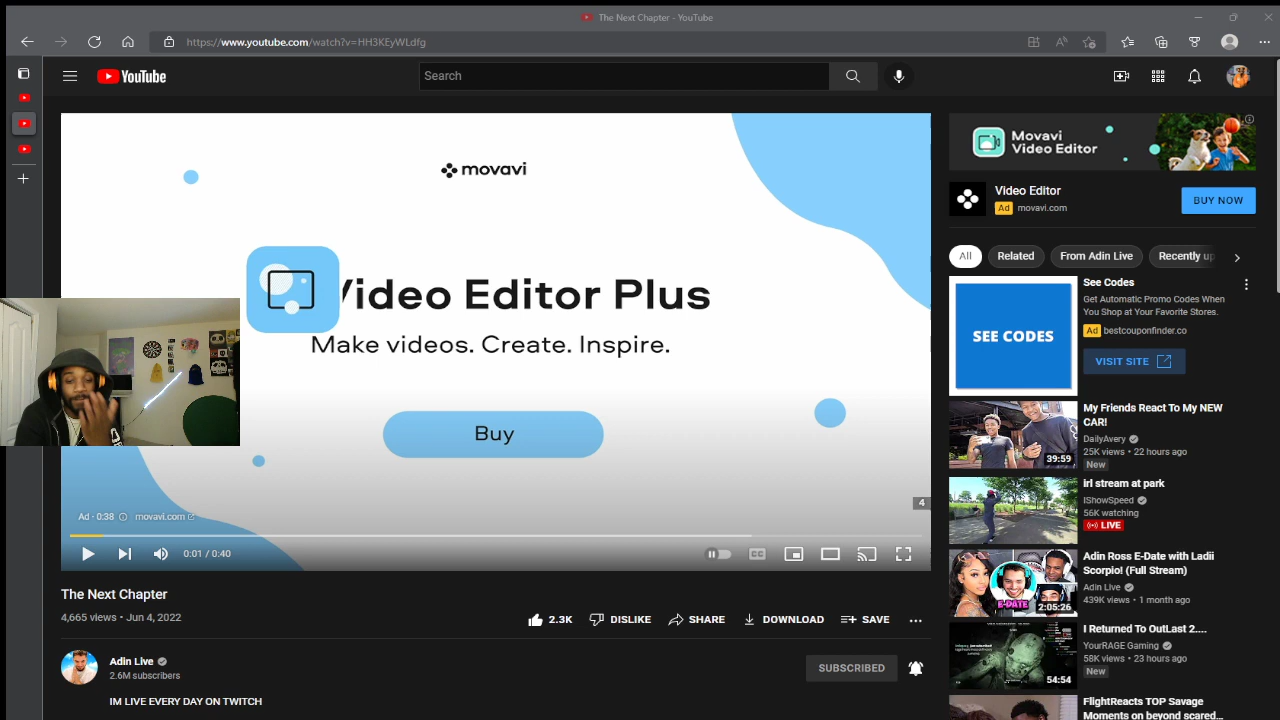 The Next Chapter - YouTube
https://www.youtube.com/watch?v=HH3KEyWLdfg
YouTube
Search
movavi
Video Editor Plus
Make videos. Create. Inspire.
Buy
4
Ad · 0:38
movavi.com
0:01 / 0:40
CC
The Next Chapter
4,665 views • Jun 4, 2022
2.3K
DISLIKE
SHARE
DOWNLOAD
SAVE
Adin Live
2.6M subscribers
SUBSCRIBED
IM LIVE EVERY DAY ON TWITCH
Movavi
Video Editor
Video Editor
Ad movavi.com
BUY NOW
All
Related
From Adin Live
Recently up
SEE CODES
See Codes
Get Automatic Promo Codes When
You Shop at Your Favorite Stores.
Ad bestcouponfinder.co
VISIT SITE
39:59
My Friends React To My NEW
CAR!
DailyAvery
25K views • 22 hours ago
New
irl stream at park
IShowSpeed
56K watching
LIVE
E-DATE
2:05:26
Adin Ross E-Date with Ladii
Scorpio! (Full Stream)
Adin Live
439K views • 1 month ago
54:54
I Returned To OutLast 2....
YourRAGE Gaming
58K views • 23 hours ago
New
FlightReacts TOP Savage
Moments on beyond scared...